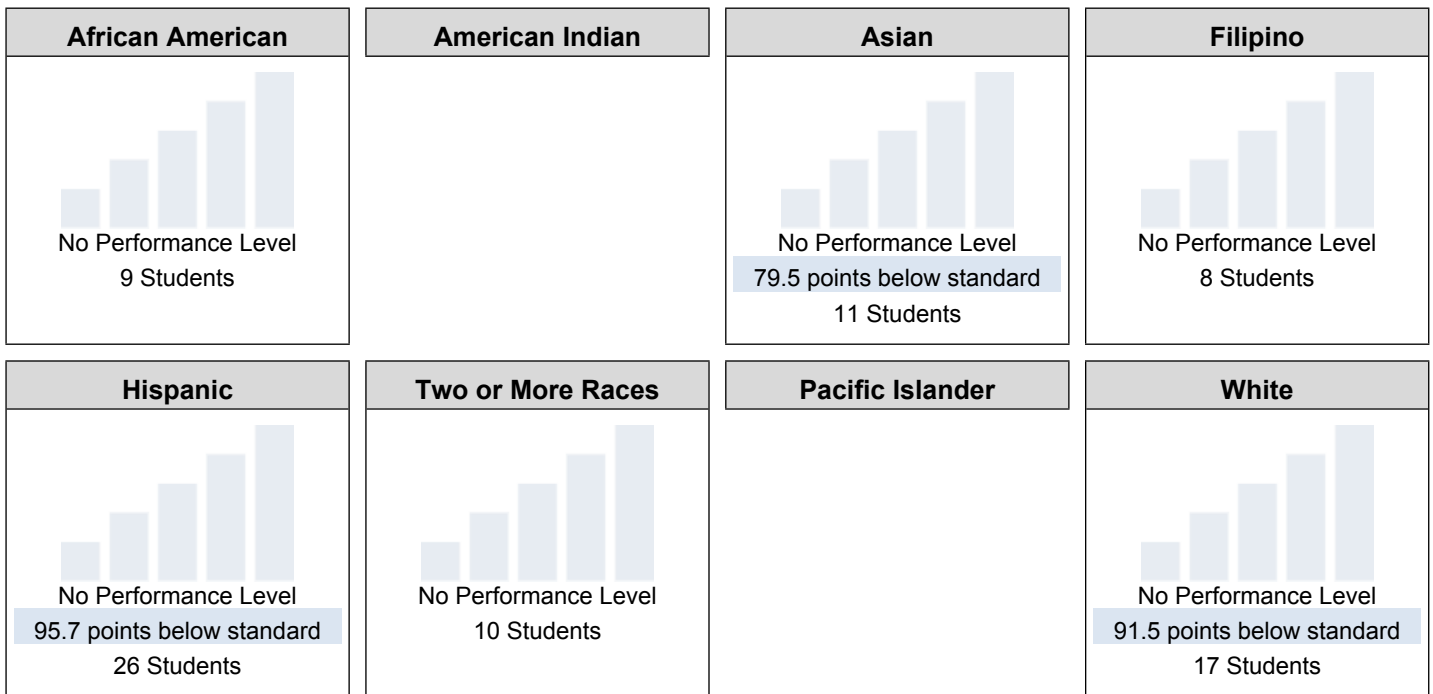 African American
No Performance Level
9 Students
American Indian
Asian
No Performance Level
79.5 points below standard
11 Students
Filipino
No Performance Level
8 Students
Hispanic
No Performance Level
95.7 points below standard
26 Students
Two or More Races
No Performance Level
10 Students
Pacific Islander
White
No Performance Level
91.5 points below standard
17 Students